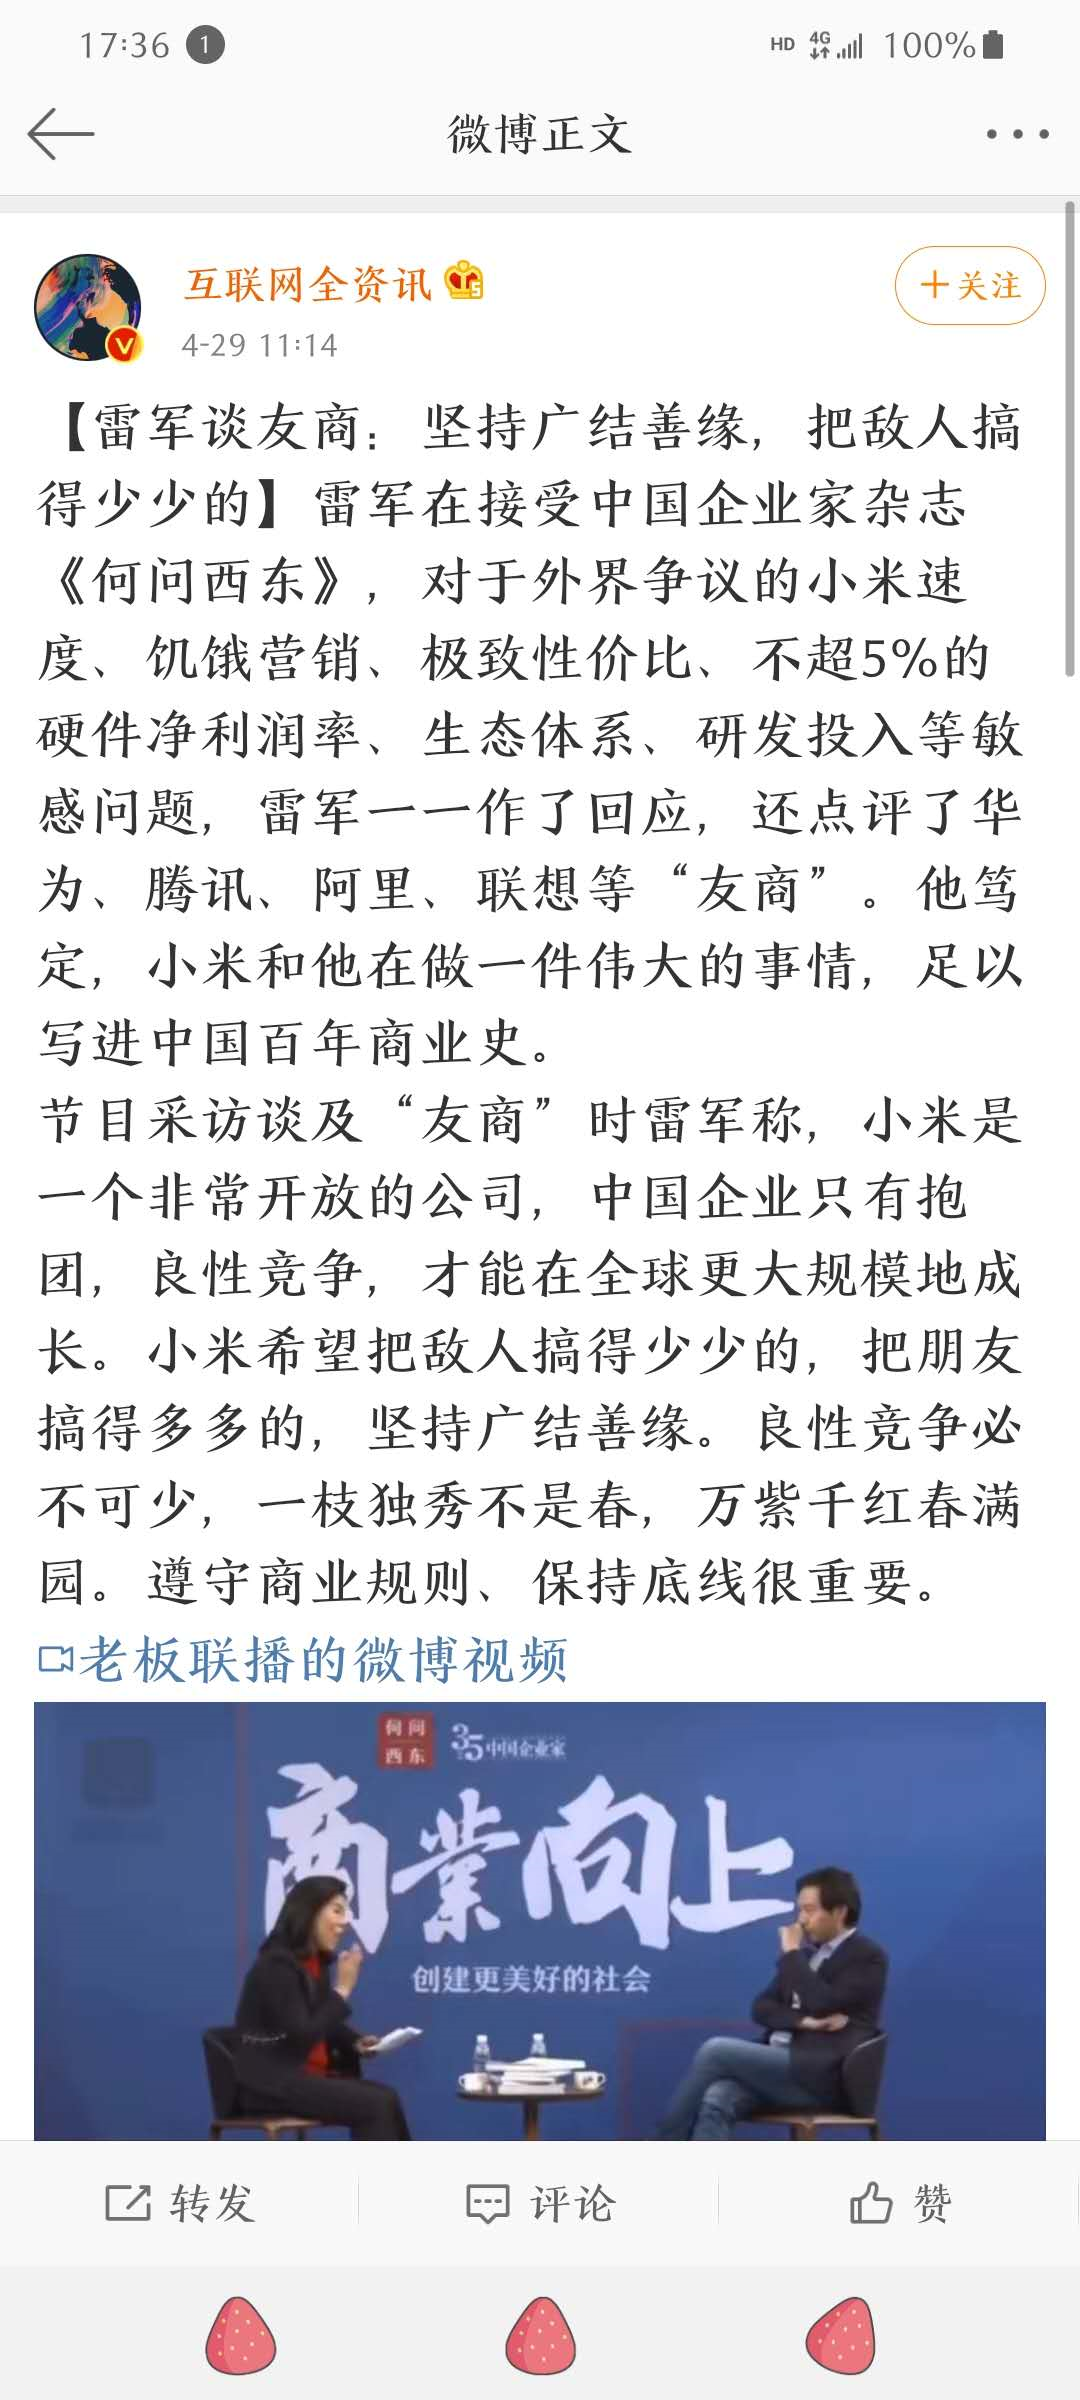 17:36 1 HD 4G 100%
微博正文
互联网全资讯 5
+关注
4-29 11:14
【雷军谈友商：坚持广结善缘，把敌人搞
得少少的】雷军在接受中国企业家杂志
《何问西东》，对于外界争议的小米速
度、饥饿营销、极致性价比、不超5%的
硬件净利润率、生态体系、研发投入等敏
感问题，雷军一一作了回应，还点评了华
为、腾讯、阿里、联想等“友商”。他笃
定，小米和他在做一件伟大的事情，足以
写进中国百年商业史。
节目采访谈及“友商”时雷军称，小米是
一个非常开放的公司，中国企业只有抱
团，良性竞争，才能在全球更大规模地成
长。小米希望把敌人搞得少少的，把朋友
搞得多多的，坚持广结善缘。良性竞争必
不可少，一枝独秀不是春，万紫千红春满
园。遵守商业规则、保持底线很重要。
老板联播的微博视频
何问
西东
35中国企业家
商業向上
创建更美好的社会
转发 评论 赞